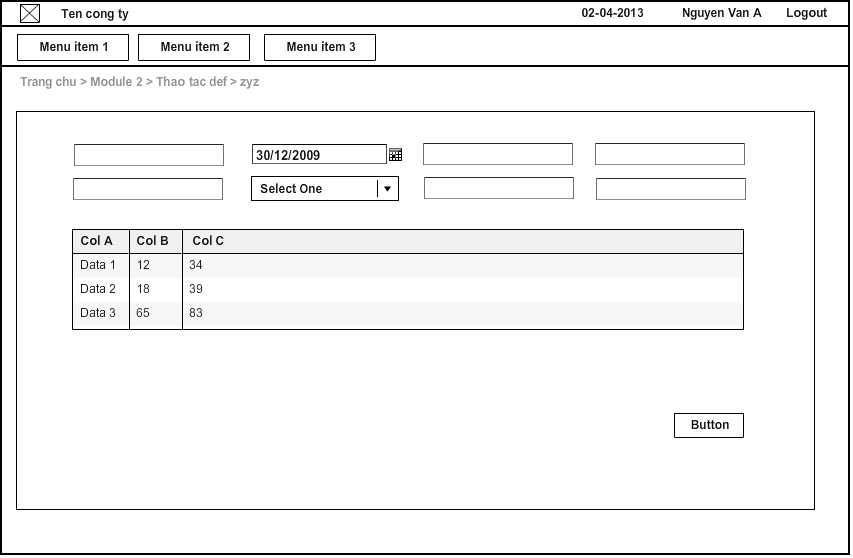 Ten cong ty 02-04-2013 Nguyen Van A Logout
Menu item 1 Menu item 2 Menu item 3
Trang chu > Module 2 > Thao tac def > zyz
30/12/2009
Select One
Col A Col B Col C
Data 1 12 34
Data 2 18 39
Data 3 65 83
Button